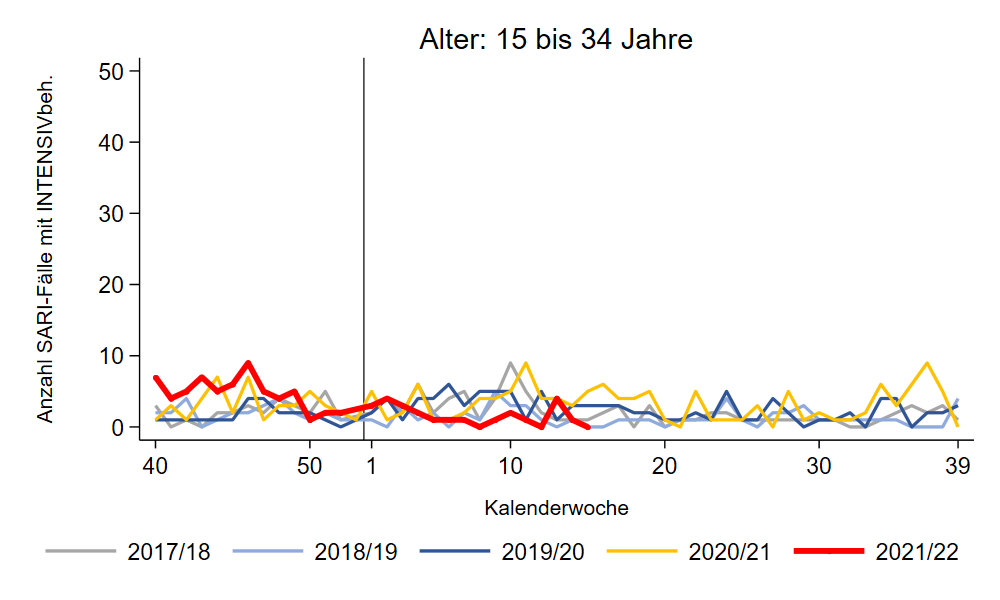 Alter: 15 bis 34 Jahre
Anzahl SARI-Fälle mit INTENSIVbeh.
50
40
30
20
10
0
40 50 1 10 20 30 39
Kalenderwoche
2017/18 2018/19 2019/20 2020/21 2021/22